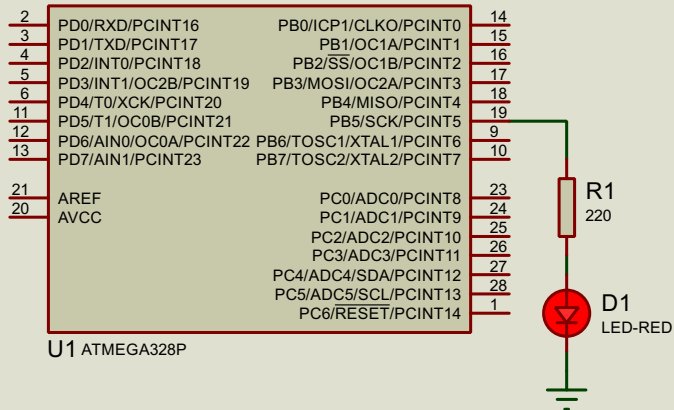 2 PD0/RXD/PCINT16 PB0/ICP1/CLKO/PCINT0 14
3 PD1/TXD/PCINT17 PB1/OC1A/PCINT1 15
4 PD2/INT0/PCINT18 PB2/SS/OC1B/PCINT2 16
5 PD3/INT1/OC2B/PCINT19 PB3/MOSI/OC2A/PCINT3 17
6 PD4/T0/XCK/PCINT20 PB4/MISO/PCINT4 18
11 PD5/T1/OC0B/PCINT21 PB5/SCK/PCINT5 19
12 PD6/AIN0/OC0A/PCINT22 PB6/TOSC1/XTAL1/PCINT6 9
13 PD7/AIN1/PCINT23 PB7/TOSC2/XTAL2/PCINT7 10
21 AREF PC0/ADC0/PCINT8 23
20 AVCC PC1/ADC1/PCINT9 24
PC2/ADC2/PCINT10 25
PC3/ADC3/PCINT11 26
PC4/ADC4/SDA/PCINT12 27
PC5/ADC5/SCL/PCINT13 28
PC6/RESET/PCINT14 1
R1
220
D1
LED-RED
U1 ATMEGA328P